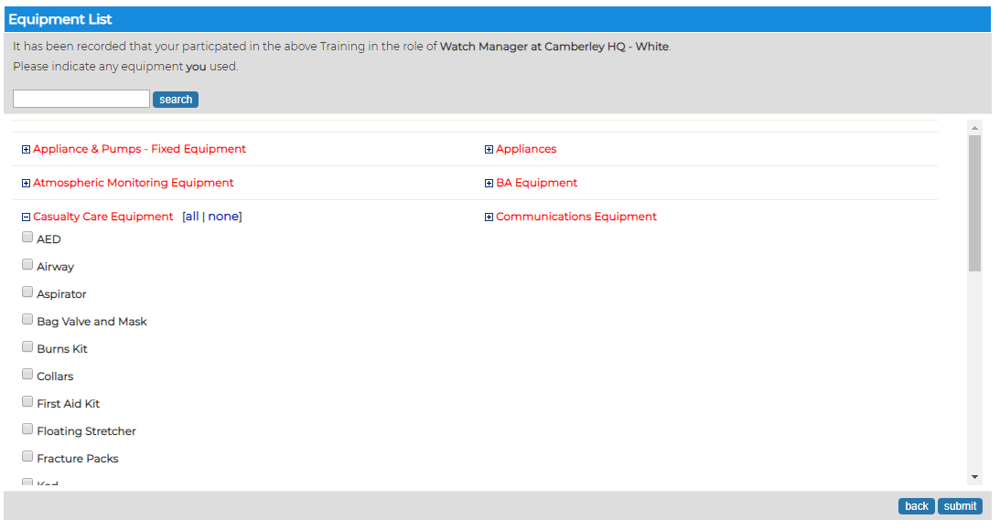 Equipment List
It has been recorded that your particpated in the above Training in the role of Watch Manager at Camberley HQ - White.
Please indicate any equipment you used.
search
Appliance & Pumps - Fixed Equipment
Appliances
Atmospheric Monitoring Equipment
BA Equipment
Casualty Care Equipment [all | none]
Communications Equipment
AED
Airway
Aspirator
Bag Valve and Mask
Burns Kit
Collars
First Aid Kit
Floating Stretcher
Fracture Packs
back submit